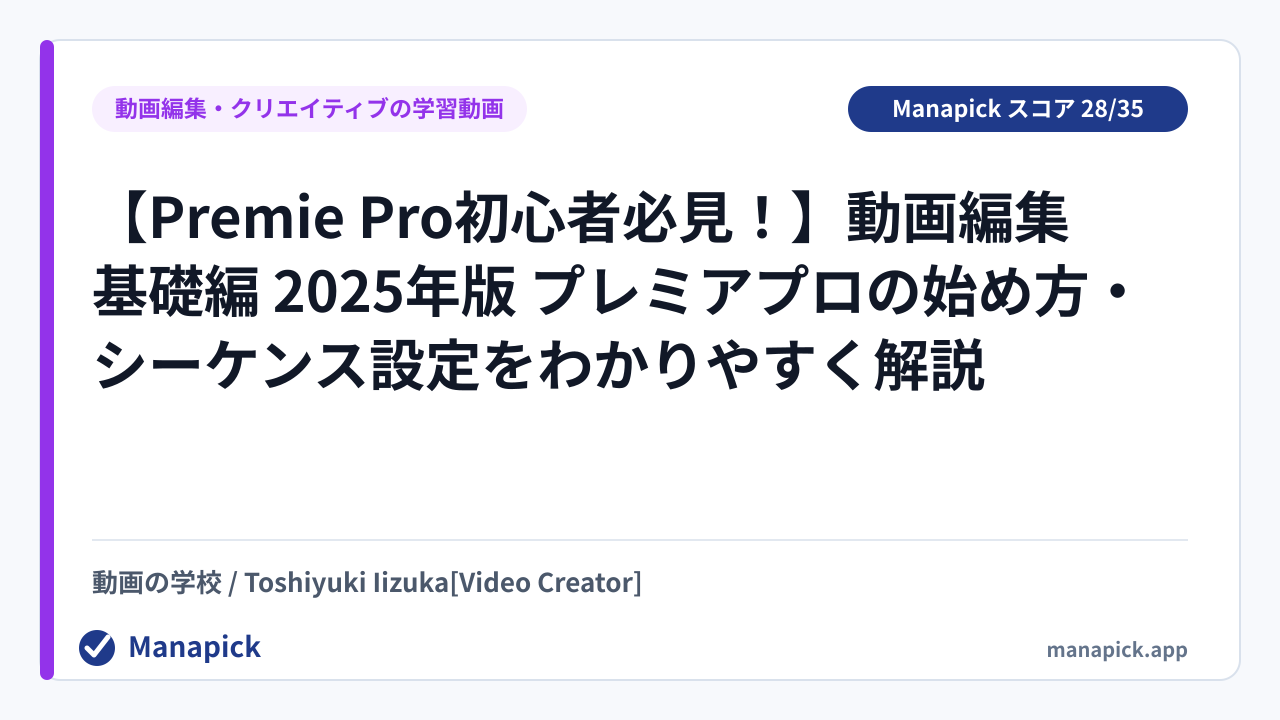 動画編集・クリエイティブの学習動画
Manapick スコア 28/35
【Premie Pro初心者必見！】動画編集
基礎編 2025年版 プレミアプロの始め方・
シーケンス設定をわかりやすく解説
動画の学校 / Toshiyuki Iizuka[Video Creator]
Manapick
manapick.app